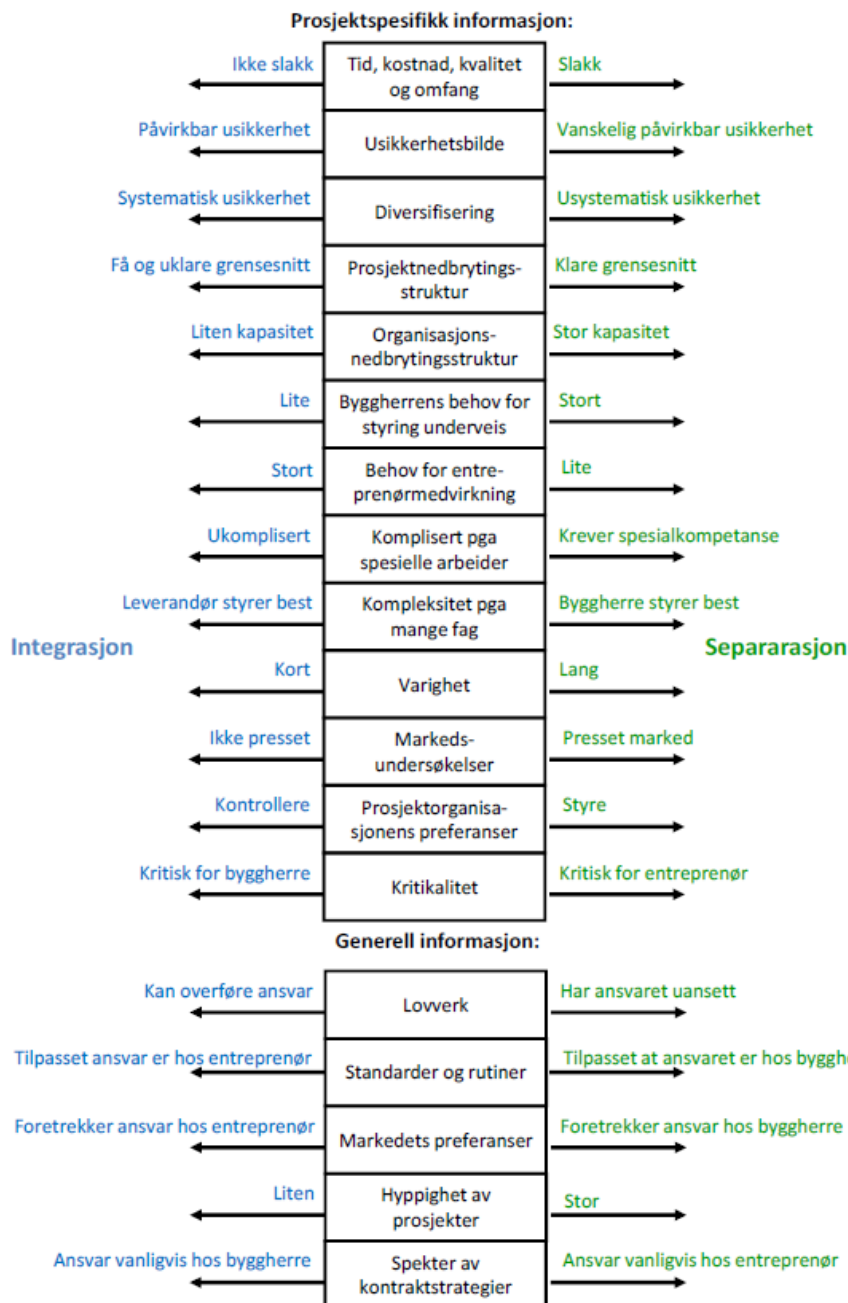 Prosjektspesifikk informasjon:
Ikke slakk
Tid, kostnad, kvalitet
og omfang
Slakk
Påvirkbar usikkerhet
Usikkerhetsbilde
Vanskelig påvirkbar usikkerhet
Systematisk usikkerhet
Diversifisering
Usystematisk usikkerhet
Få og uklare grensesnitt
Prosjektnedbrytings-
struktur
Klare grensesnitt
Liten kapasitet
Organisasjons-
nedbrytingsstruktur
Stor kapasitet
Lite
Byggherrens behov for
styring underveis
Stort
Stort
Behov for entre-
prenørmedvirkning
Lite
Ukomplisert
Komplisert pga
spesielle arbeider
Krever spesialkompetanse
Leverandør styrer best
Kompleksitet pga
mange fag
Byggherre styrer best
Integrasjon
Separarasjon
Kort
Varighet
Lang
Ikke presset
Markeds-
undersøkelser
Presset marked
Kontrollere
Prosjektorganisa-
sjonens preferanser
Styre
Kritisk for byggherre
Kritikalitet
Kritisk for entreprenør
Generell informasjon:
Kan overføre ansvar
Lovverk
Har ansvaret uansett
Tilpasset ansvar er hos entreprenør
Standarder og rutiner
Tilpasset at ansvaret er hos
Foretrekker ansvar hos entreprenør
Markedets preferanser
Foretrekker ansvar hos byggherre
Liten
Hyppighet av
prosjekter
Stor
Ansvar vanligvis hos byggherre
Spekter av
kontraktstrategier
Ansvar vanligvis hos entreprenør